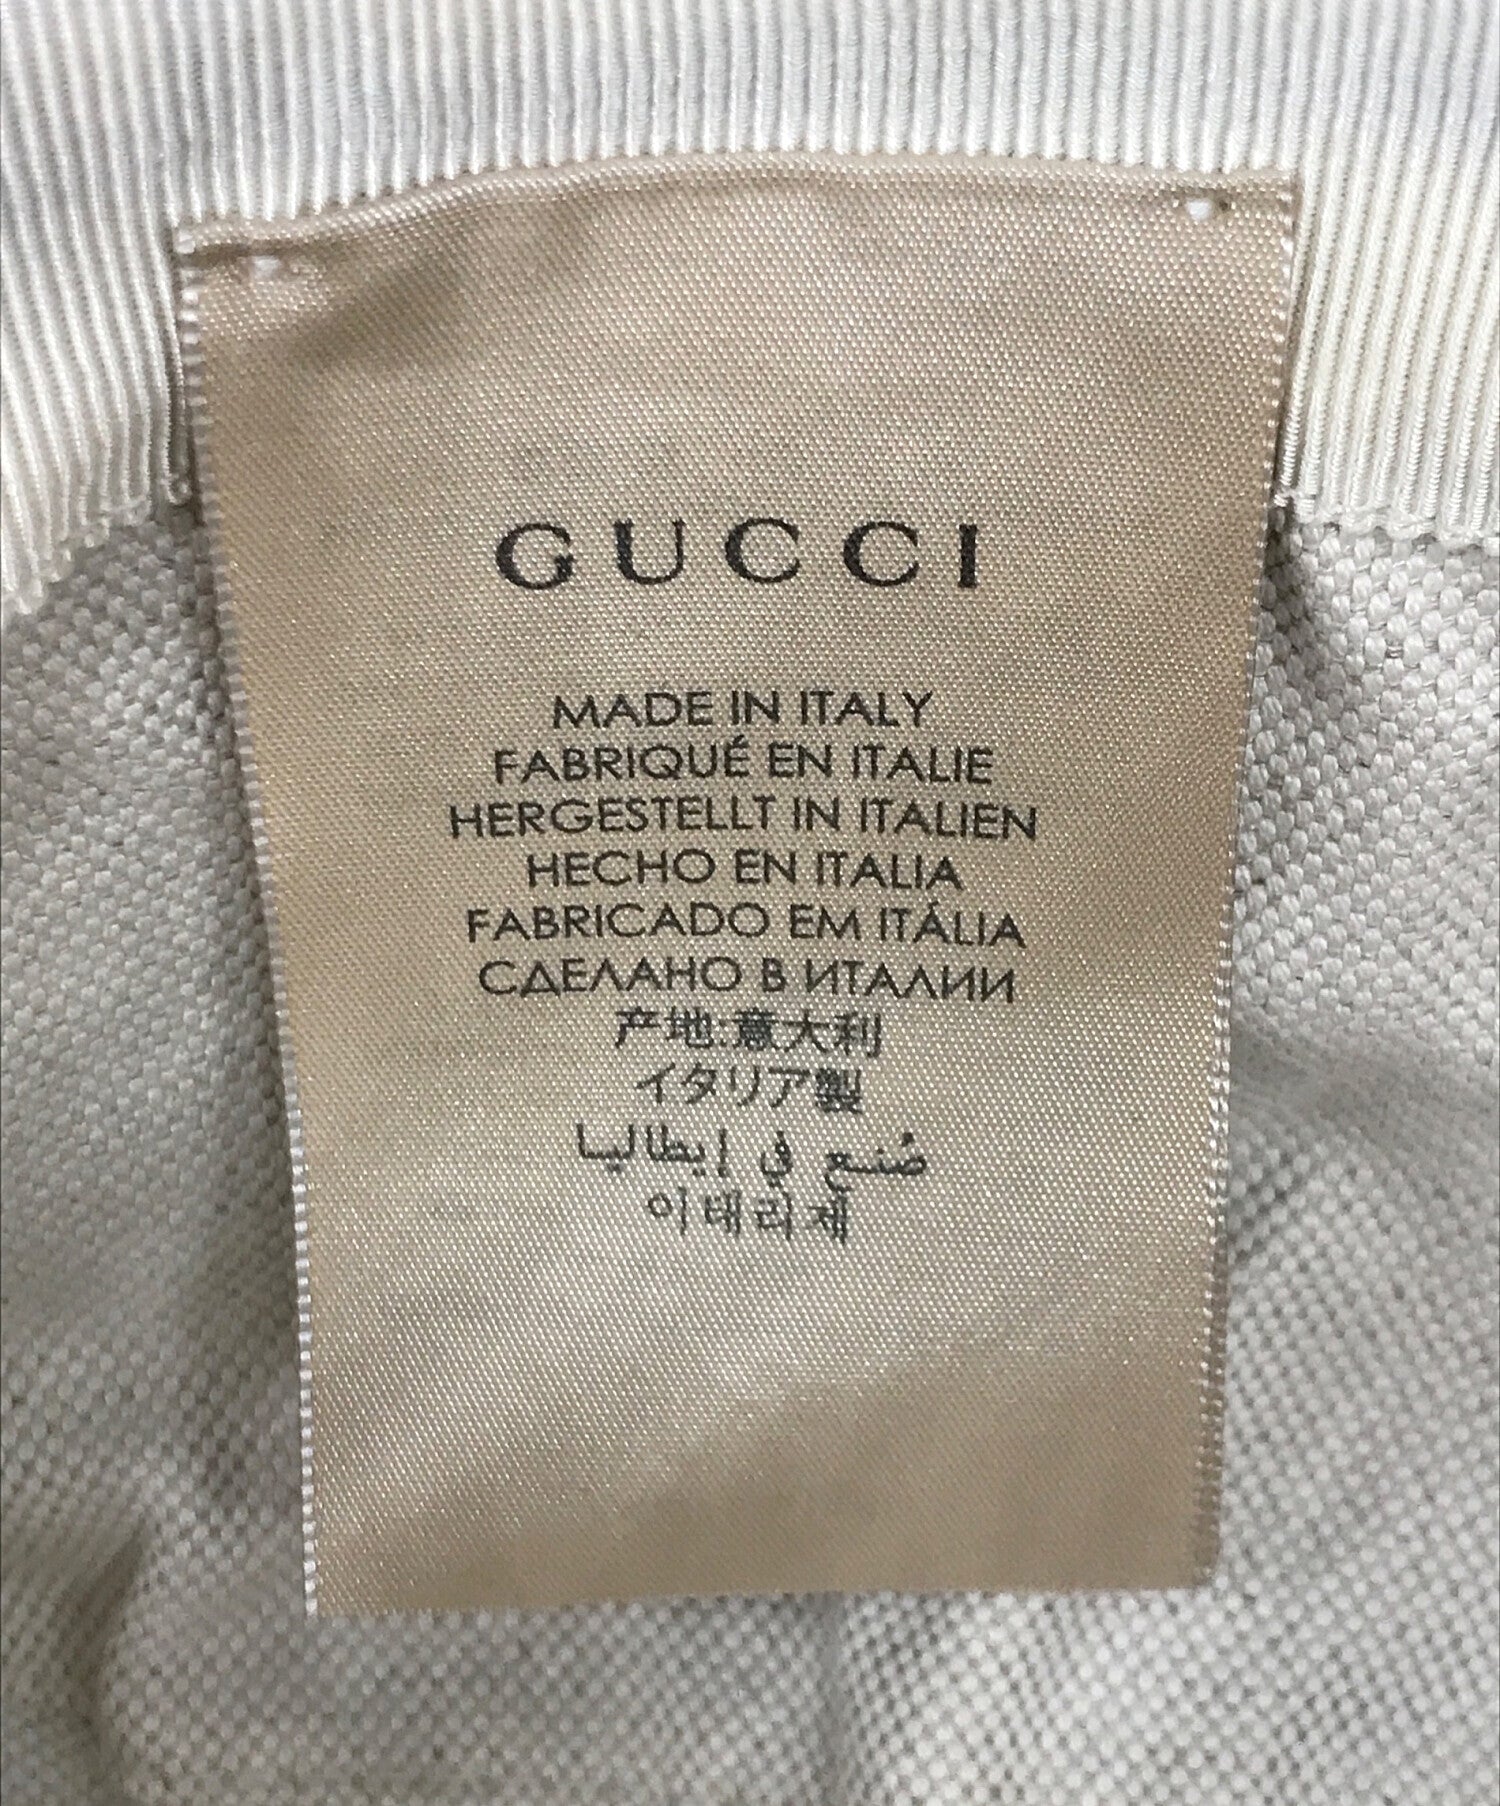 GUCCI
MADE IN ITALY
FABRIQUÉ EN ITALIE
HERGESTELLT IN ITALIEN
HECHO EN ITALIA
FABRICADO EM ITÁLIA
СДЕЛАНО В ИТАЛИИ
产地:意大利
イタリア製
صُنع في إيطاليا
이태리제